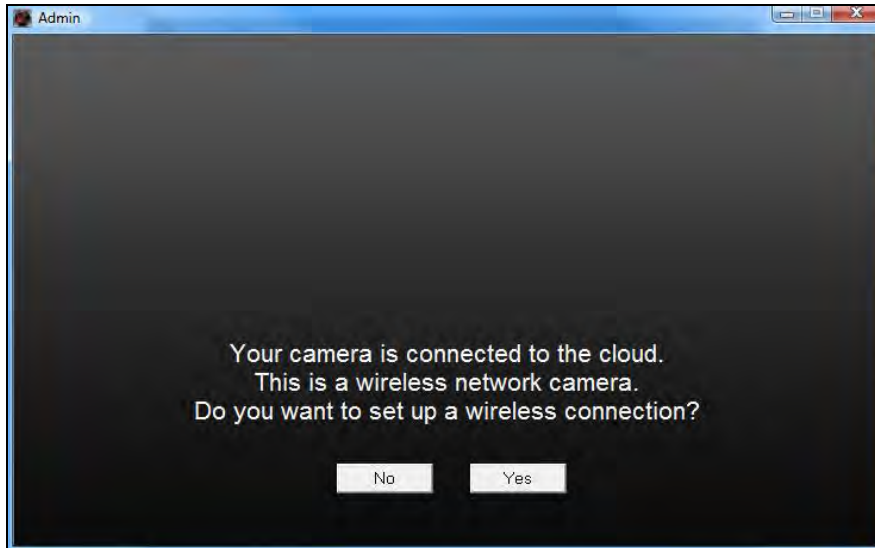 Admin
Your camera is connected to the cloud.
This is a wireless network camera.
Do you want to set up a wireless connection?
No Yes